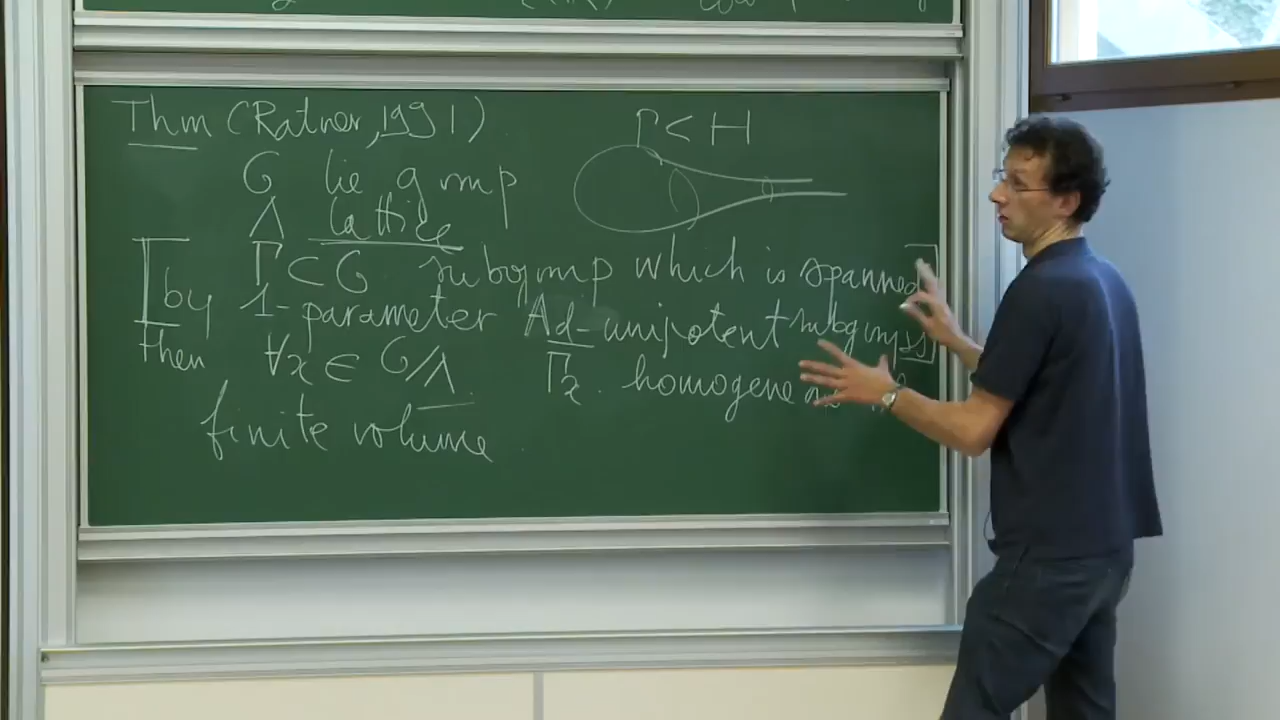 Thm (Ratner, 1991)
Γ < H
G lie group
Λ lattice
Γ ⊂ G subgroup which is spanned
by 1-parameter Ad-unipotent subgroups
Then ∀x ∈ G/Λ Γx homogeneous
finite volume